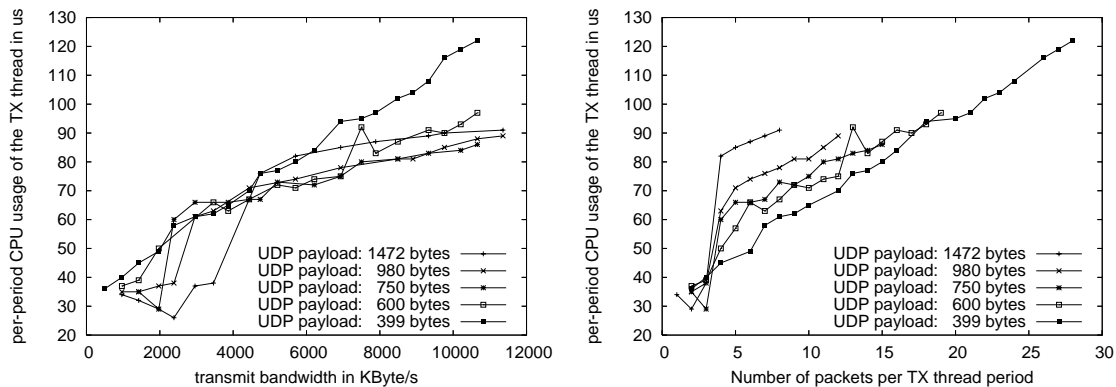 per-period CPU usage of the TX thread in us
130
120
110
100
90
80
70
60
50
40
30
20
0
2000
4000
6000
8000
10000
12000
transmit bandwidth in KByte/s
UDP payload: 1472 bytes
UDP payload: 980 bytes
UDP payload: 750 bytes
UDP payload: 600 bytes
UDP payload: 399 bytes
per-period CPU usage of the TX thread in us
130
120
110
100
90
80
70
60
50
40
30
20
0
5
10
15
20
25
30
Number of packets per TX thread period
UDP payload: 1472 bytes
UDP payload: 980 bytes
UDP payload: 750 bytes
UDP payload: 600 bytes
UDP payload: 399 bytes